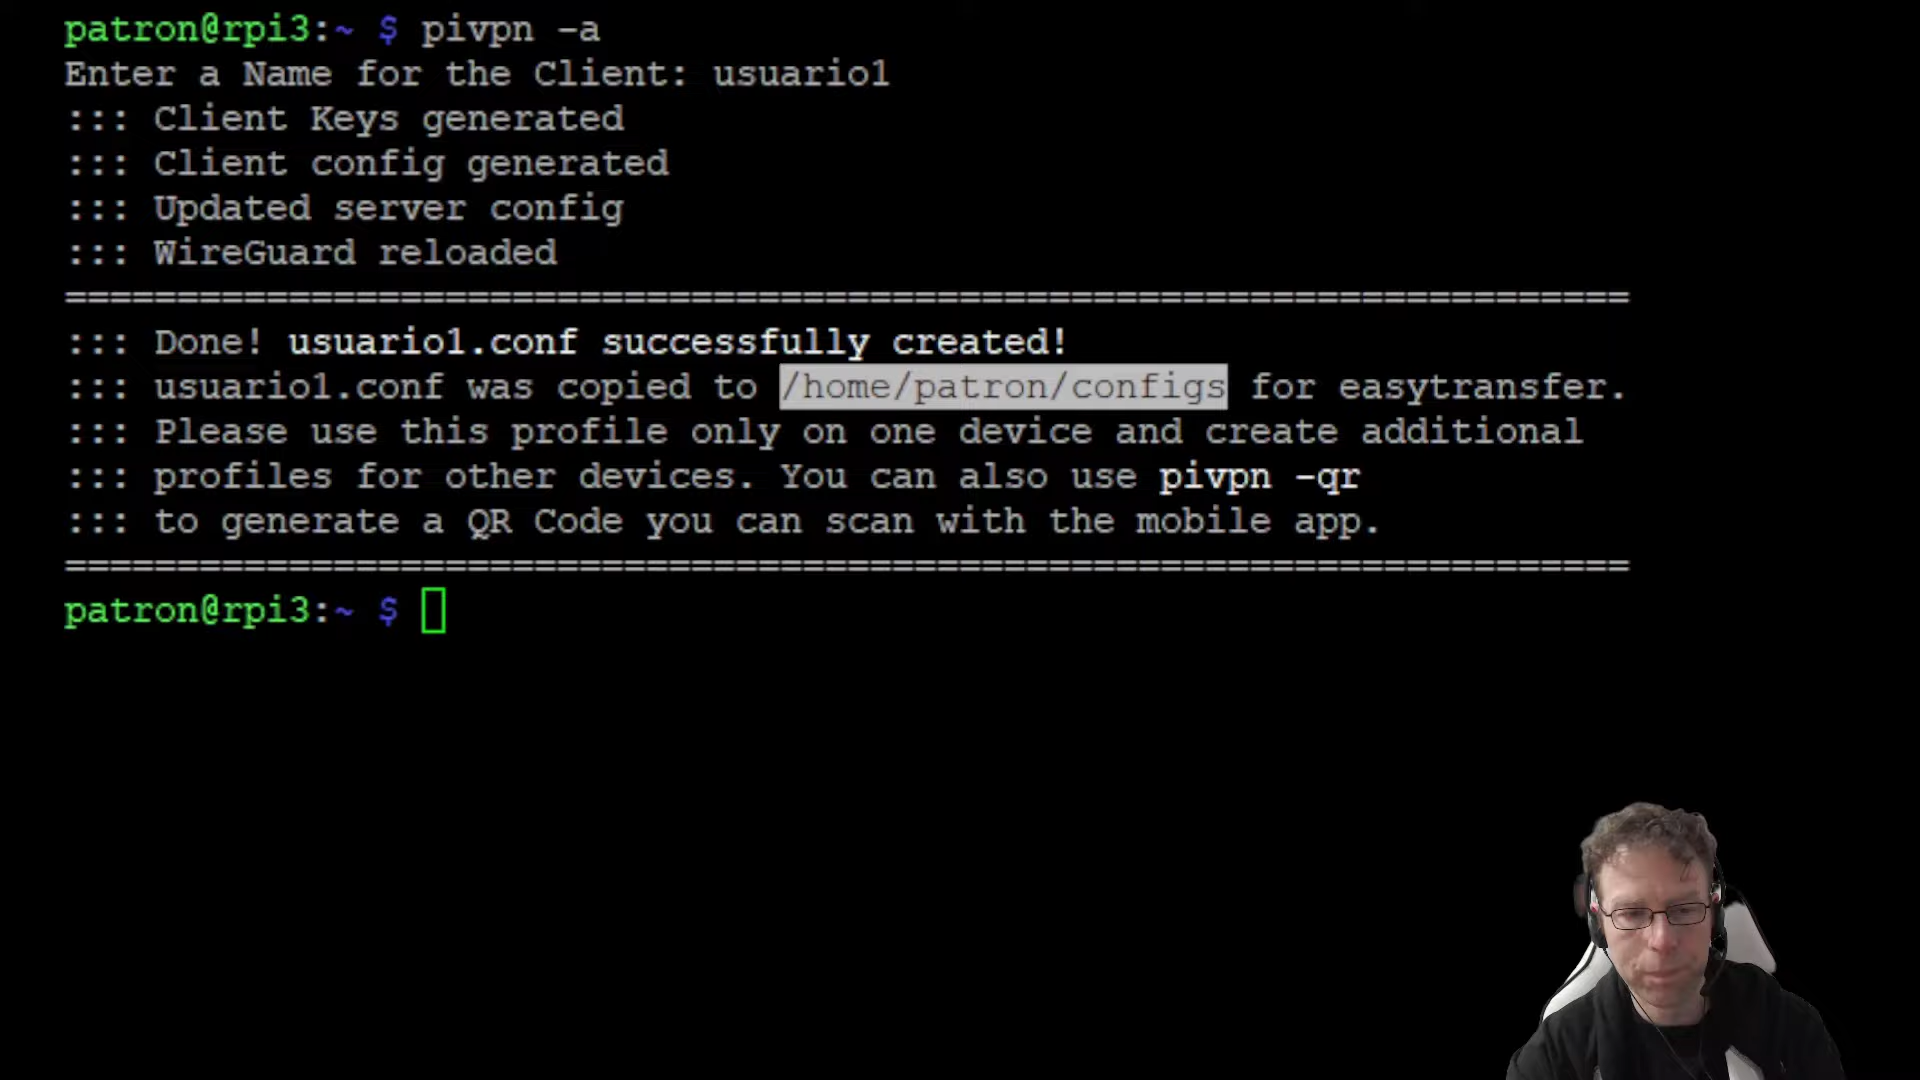 patron@rpi3:~ $ pivpn -a
Enter a Name for the Client: usuario1
::: Client Keys generated
::: Client config generated
::: Updated server config
::: WireGuard reloaded
======================================================================
::: Done! usuario1.conf successfully created!
::: usuario1.conf was copied to /home/patron/configs for easytransfer.
::: Please use this profile only on one device and create additional
::: profiles for other devices. You can also use pivpn -qr
::: to generate a QR Code you can scan with the mobile app.
======================================================================
patron@rpi3:~ $